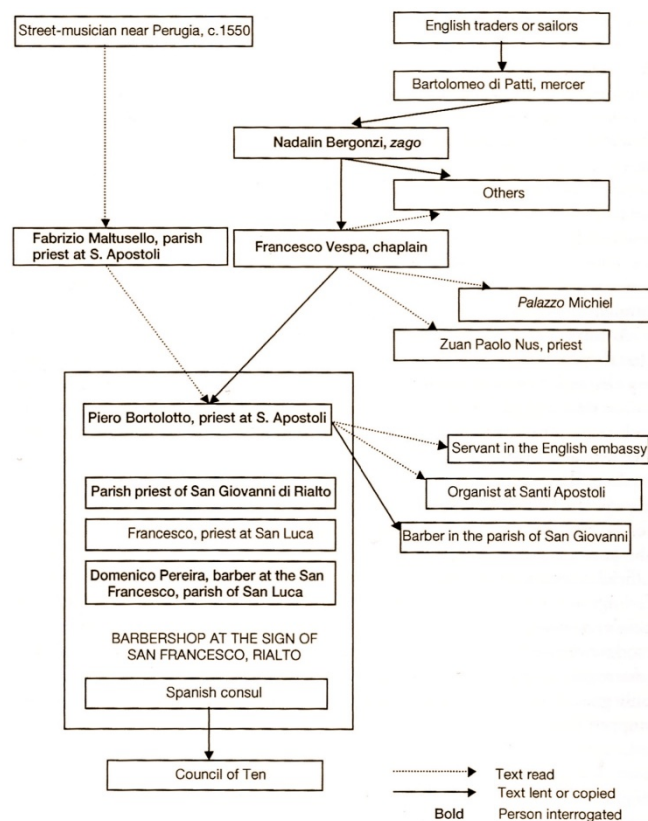 Street-musician near Perugia, c.1550
English traders or sailors
Bartolomeo di Patti, mercer
Nadalin Bergonzi, zago
Others
Fabrizio Maltusello, parish
priest at S. Apostoli
Francesco Vespa, chaplain
Palazzo Michiel
Zuan Paolo Nus, priest
Piero Bortolotto, priest at S. Apostoli
Servant in the English embassy
Organist at Santi Apostoli
Barber in the parish of San Giovanni
Parish priest of San Giovanni di Rialto
Francesco, priest at San Luca
Domenico Pereira, barber at the San
Francesco, parish of San Luca
BARBERSHOP AT THE SIGN OF
SAN FRANCESCO, RIALTO
Spanish consul
Council of Ten
Text read
Text lent or copied
Bold Person interrogated